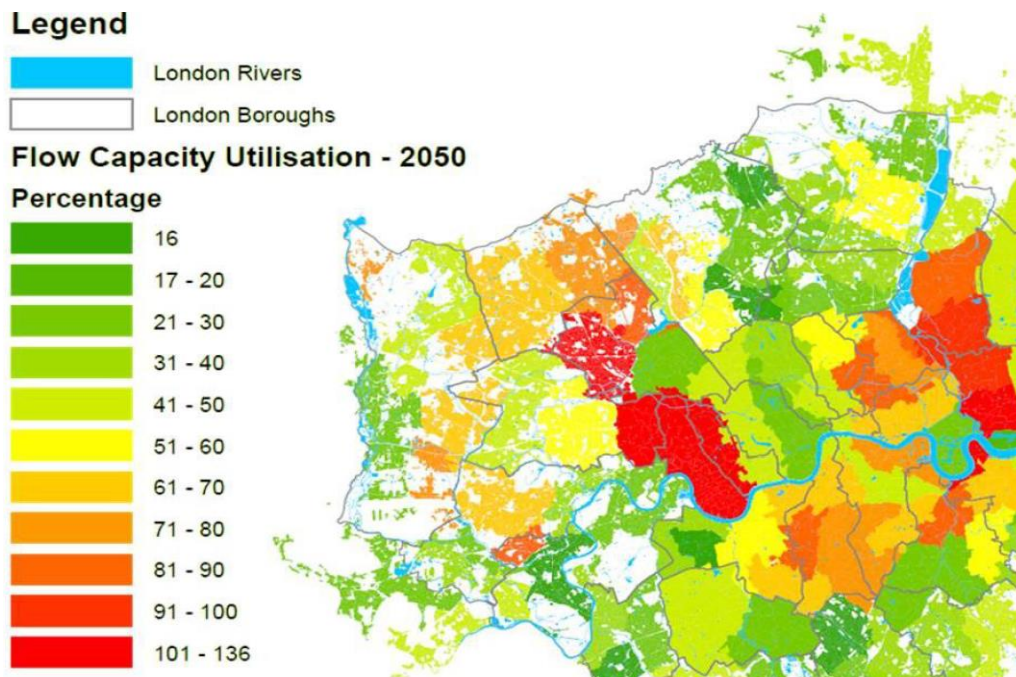 Legend
London Rivers
London Boroughs
Flow Capacity Utilisation - 2050
Percentage
16
17 - 20
21 - 30
31 - 40
41 - 50
51 - 60
61 - 70
71 - 80
81 - 90
91 - 100
101 - 136